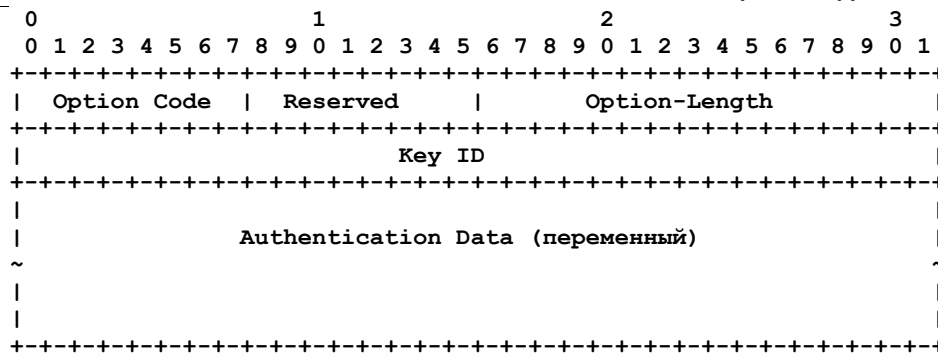 0 1 2 3
0 1 2 3 4 5 6 7 8 9 0 1 2 3 4 5 6 7 8 9 0 1 2 3 4 5 6 7 8 9 0 1
+-+-+-+-+-+-+-+-+-+-+-+-+-+-+-+-+-+-+-+-+-+-+-+-+-+-+-+-+-+-+-+-+
| Option Code | Reserved | Option-Length |
+-+-+-+-+-+-+-+-+-+-+-+-+-+-+-+-+-+-+-+-+-+-+-+-+-+-+-+-+-+-+-+-+
| Key ID |
+-+-+-+-+-+-+-+-+-+-+-+-+-+-+-+-+-+-+-+-+-+-+-+-+-+-+-+-+-+-+-+-+
| |
| Authentication Data (переменный) |
~ ~
| |
| |
+-+-+-+-+-+-+-+-+-+-+-+-+-+-+-+-+-+-+-+-+-+-+-+-+-+-+-+-+-+-+-+-+